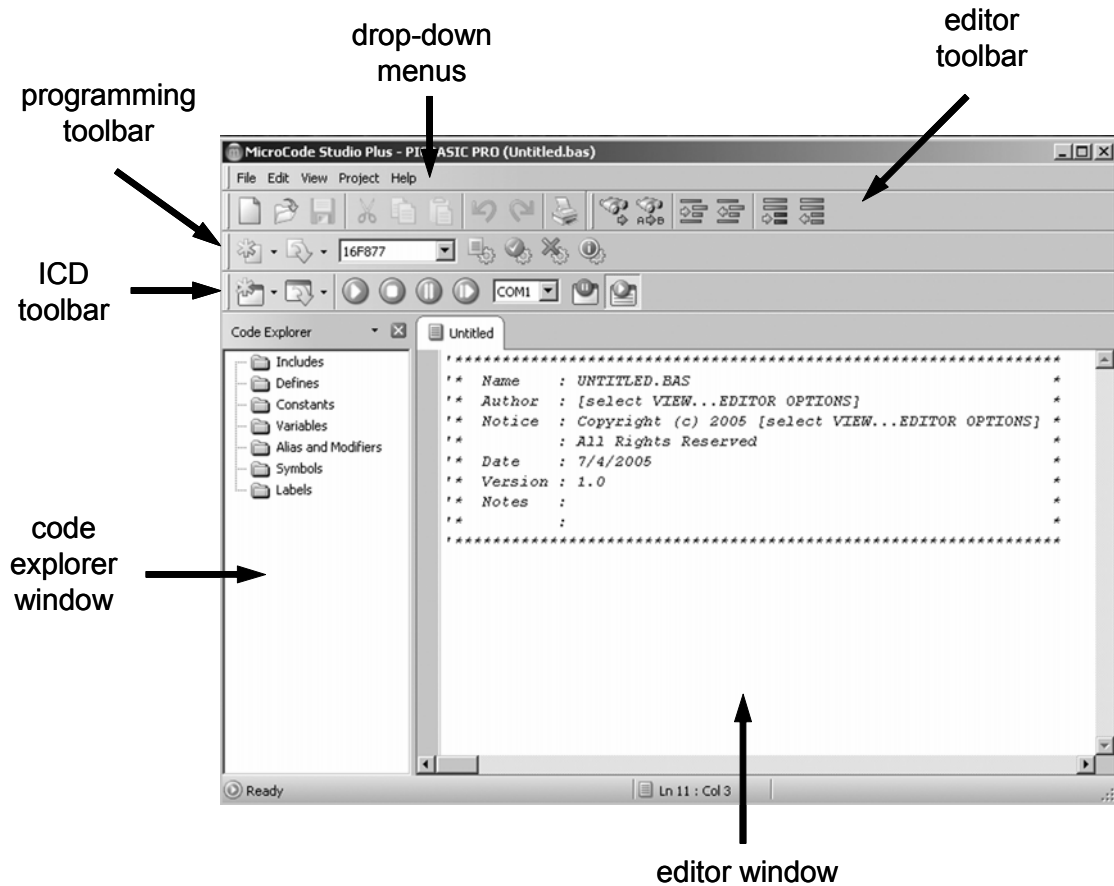 drop-down
menus
editor
toolbar
programming
toolbar
MicroCode Studio Plus - PI ASIC PRO (Untitled.bas)
File Edit View Project Help
A B
16F877
ICD
toolbar
COM1
Code Explorer
Untitled
Includes
Defines
Constants
Variables
Alias and Modifiers
Symbols
Labels
'****************************************************************
'* Name : UNTITLED.BAS *
'* Author : [select VIEW...EDITOR OPTIONS] *
'* Notice : Copyright (c) 2005 [select VIEW...EDITOR OPTIONS] *
'* : All Rights Reserved *
'* Date : 7/4/2005 *
'* Version : 1.0 *
'* Notes : *
'* : *
'****************************************************************
code
explorer
window
Ready
Ln 11 : Col 3
editor window